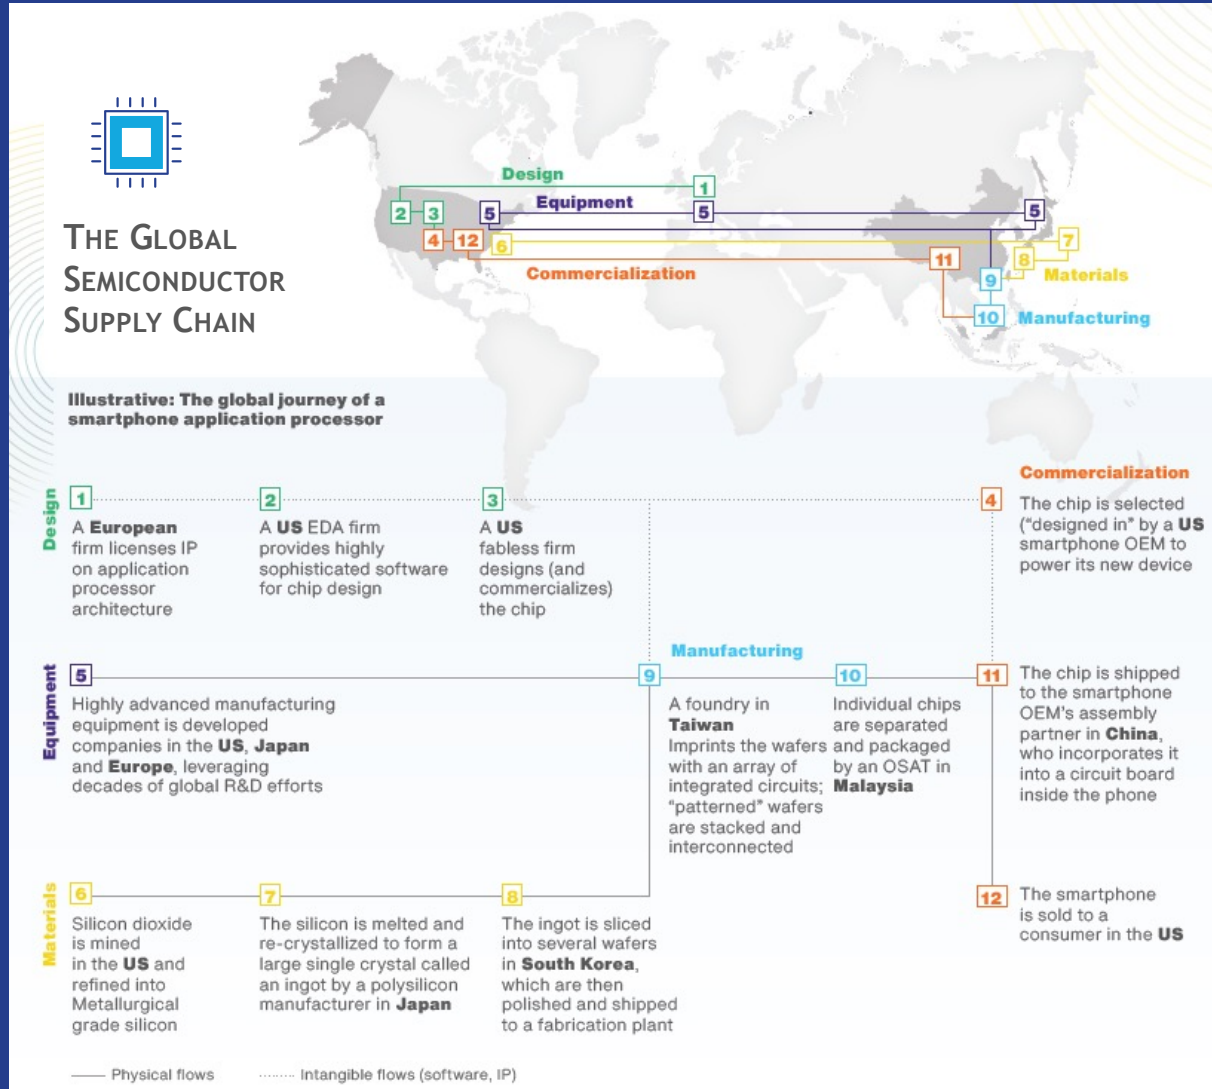 THE GLOBAL
SEMICONDUCTOR
SUPPLY CHAIN
Design
1
Equipment
2
3
5
5
5
4
12
6
7
Commercialization
11
8
Materials
9
10
Manufacturing
Illustrative: The global journey of a
smartphone application processor
Design
1
A European
firm licenses IP
on application
processor
architecture
2
A US EDA firm
provides highly
sophisticated software
for chip design
3
A US
fabless firm
designs (and
commercializes)
the chip
Commercialization
4
The chip is selected
("designed in" by a US
smartphone OEM to
power its new device
Equipment
5
Highly advanced manufacturing
equipment is developed
companies in the US, Japan
and Europe, leveraging
decades of global R&D efforts
Manufacturing
9
A foundry in
Taiwan
Imprints the wafers
with an array of
integrated circuits;
"patterned" wafers
are stacked and
interconnected
10
Individual chips
are separated
and packaged
by an OSAT in
Malaysia
11
The chip is shipped
to the smartphone
OEM's assembly
partner in China,
who incorporates it
into a circuit board
inside the phone
Materials
6
Silicon dioxide
is mined
in the US and
refined into
Metallurgical
grade silicon
7
The silicon is melted and
re-crystallized to form a
large single crystal called
an ingot by a polysilicon
manufacturer in Japan
8
The ingot is sliced
into several wafers
in South Korea,
which are then
polished and shipped
to a fabrication plant
12
The smartphone
is sold to a
consumer in the US
Physical flows
Intangible flows (software, IP)